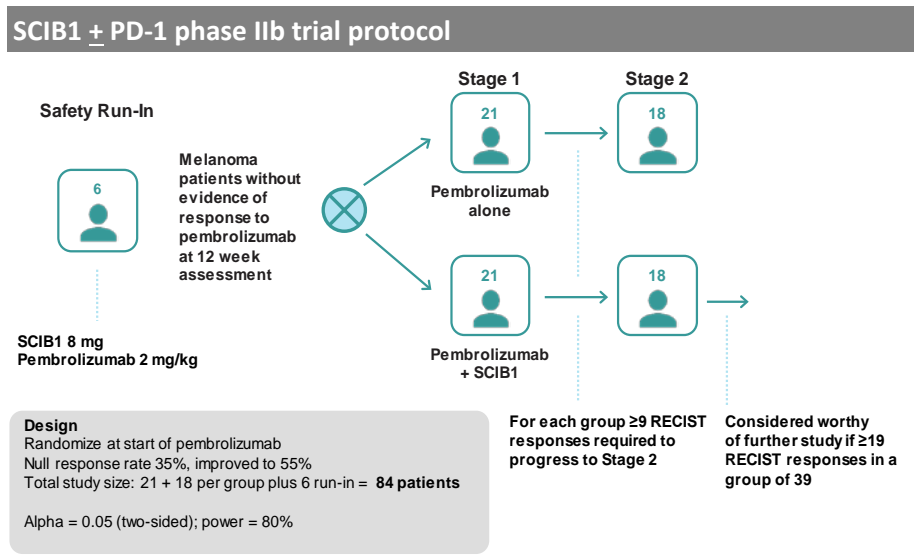 SCIB1 + PD-1 phase IIb trial protocol
Safety Run-In
6
SCIB1 8 mg
Pembrolizumab 2 mg/kg
Melanoma
patients without
evidence of
response to
pembrolizumab
at 12 week
assessment
Stage 1
21
Pembrolizumab
alone
Stage 2
18
21
Pembrolizumab
+ SCIB1
18
For each group ≥9 RECIST
responses required to
progress to Stage 2
Considered worthy
of further study if ≥19
RECIST responses in a
group of 39
Design
Randomize at start of pembrolizumab
Null response rate 35%, improved to 55%
Total study size: 21 + 18 per group plus 6 run-in = 84 patients
Alpha = 0.05 (two-sided); power = 80%